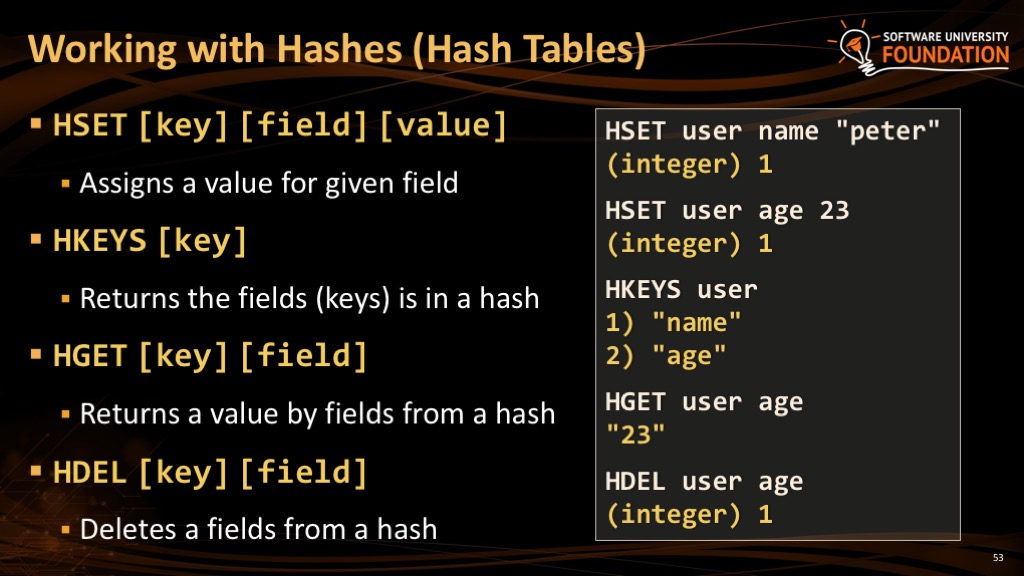 Working with Hashes (Hash Tables)
SOFTWARE UNIVERSITY
FOUNDATION
▪ HSET [key] [field] [value]
▪ Assigns a value for given field
▪ HKEYS [key]
▪ Returns the fields (keys) is in a hash
▪ HGET [key] [field]
▪ Returns a value by fields from a hash
▪ HDEL [key] [field]
▪ Deletes a fields from a hash
HSET user name "peter"
(integer) 1
HSET user age 23
(integer) 1
HKEYS user
1) "name"
2) "age"
HGET user age
"23"
HDEL user age
(integer) 1
53